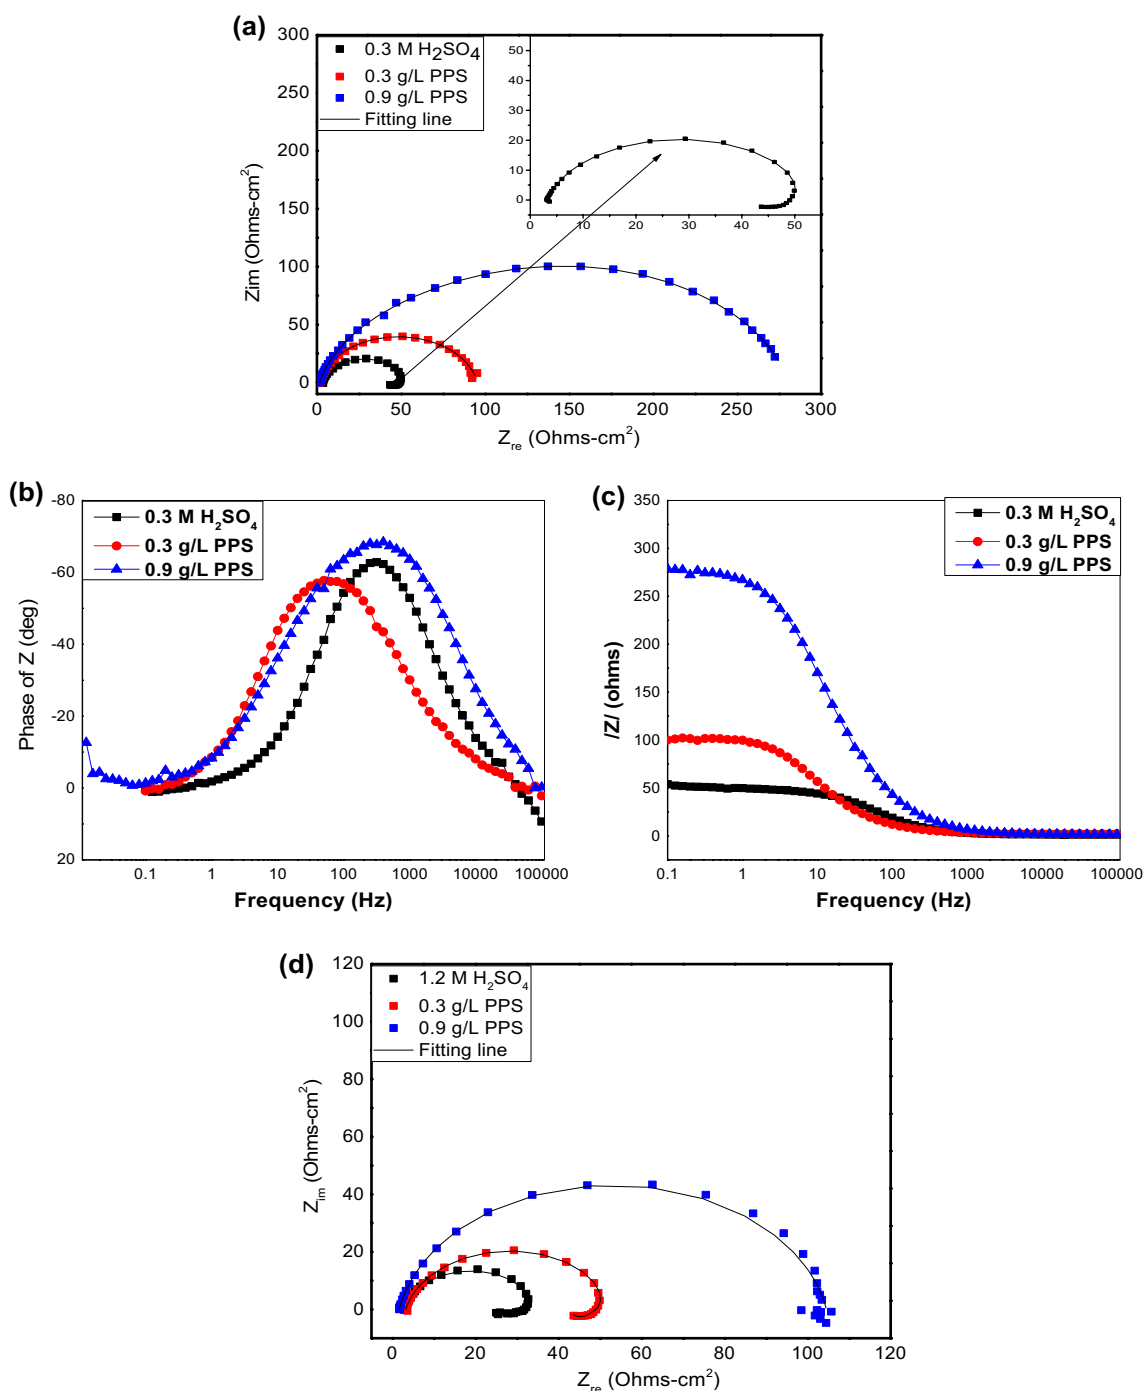 (a)
300
250
200
150
100
50
0
Zim (Ohms-cm²)
0.3 M H₂SO₄
0.3 g/L PPS
0.9 g/L PPS
Fitting line
50
40
30
20
10
0
0 10 20 30 40 50
0 50 100 150 200 250 300
Z_re (Ohms-cm²)
(b)
-80
-60
-40
-20
0
20
Phase of Z (deg)
0.3 M H₂SO₄
0.3 g/L PPS
0.9 g/L PPS
0.1 1 10 100 1000 10000 100000
Frequency (Hz)
(c)
350
300
250
200
150
100
50
0
/Z/ (ohms)
0.3 M H₂SO₄
0.3 g/L PPS
0.9 g/L PPS
0.1 1 10 100 1000 10000 100000
Frequency (Hz)
(d)
120
100
80
60
40
20
0
Z_im (Ohms-cm²)
1.2 M H₂SO₄
0.3 g/L PPS
0.9 g/L PPS
Fitting line
0 20 40 60 80 100 120
Z_re (Ohms-cm²)